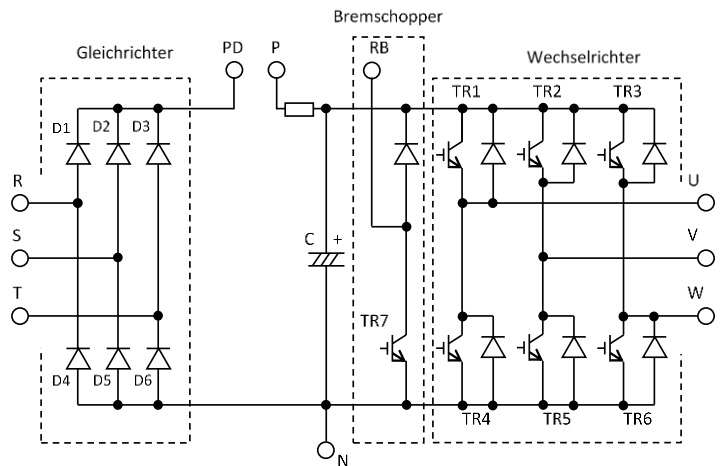 Bremschopper
Gleichrichter PD P RB Wechselrichter
TR1 TR2 TR3
D1 D2 D3
R U
S C + V
T W
TR7
D4 D5 D6
TR4 TR5 TR6
N